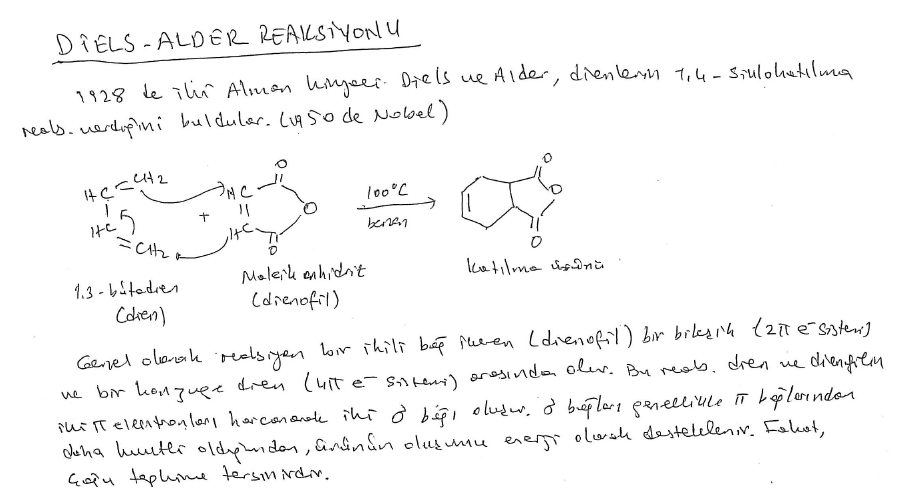 DİELS-ALDER REAKSİYONU
1928 de iki Alman kimyacı Diels ve Alder, dienlerin 1,4-siklokatılma
reaks. verdiğini buldular. (1950 de Nobel)
HC=CH2
HC=CH2
+
HC
HC
O
O
O
100°C
benzen
O
O
O
1.3-bütadien
(dien)
Maleik anhidrit
(dienofil)
Katılma ürünü
Genel olarak reaksiyon bir ikili bağ içeren (dienofil) bir bileşik (2π e- sistemi)
ve bir konjuge dien (4π e- sistemi) arasında olur. Bu reaks. dien ve dienofilin
iki π elektronları harcanarak iki σ bağı oluşur. σ bağları genellikle π bağlarından
daha kuvvetli olduğundan, ürünün oluşumu enerji olarak desteklenir. Fakat,
çoğu tepkime tersinirdir.